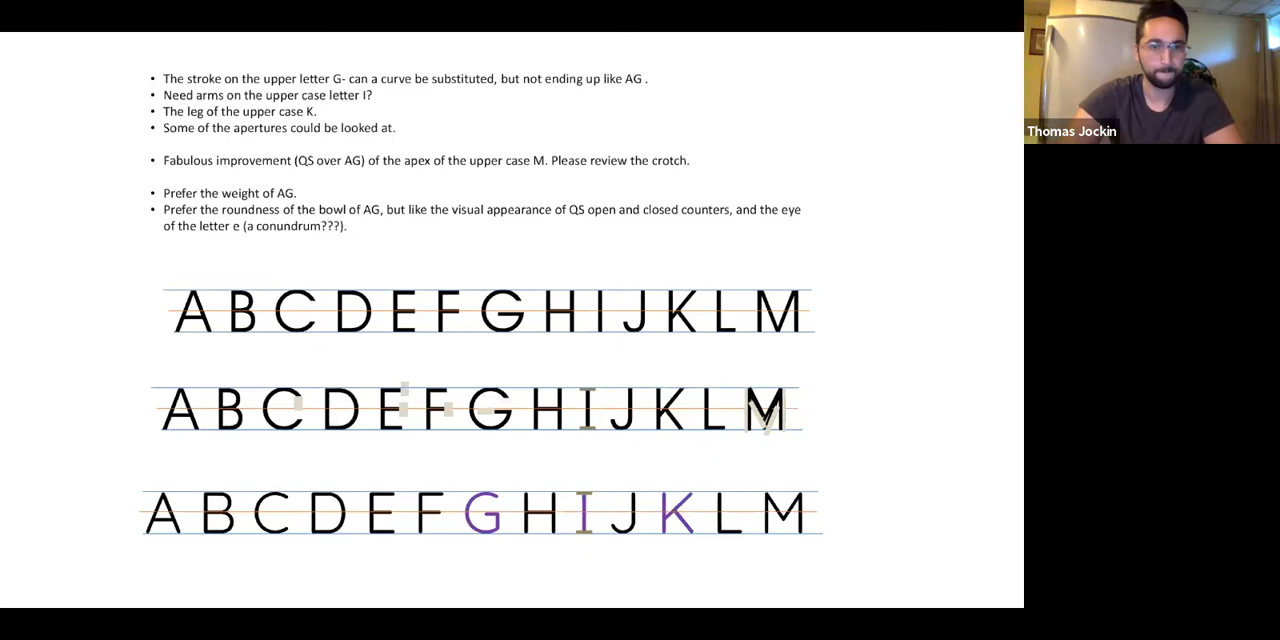 • The stroke on the upper letter G- can a curve be substituted, but not ending up like AG .
• Need arms on the upper case letter I?
• The leg of the upper case K.
• Some of the apertures could be looked at.
• Fabulous improvement (QS over AG) of the apex of the upper case M. Please review the crotch.
• Prefer the weight of AG.
• Prefer the roundness of the bowl of AG, but like the visual appearance of QS open and closed counters, and the eye
of the letter e (a conundrum???).
A B C D E F G H I J K L M
A B C D E F G H I J K L M
A B C D E F G H I J K L M
Thomas Jockin